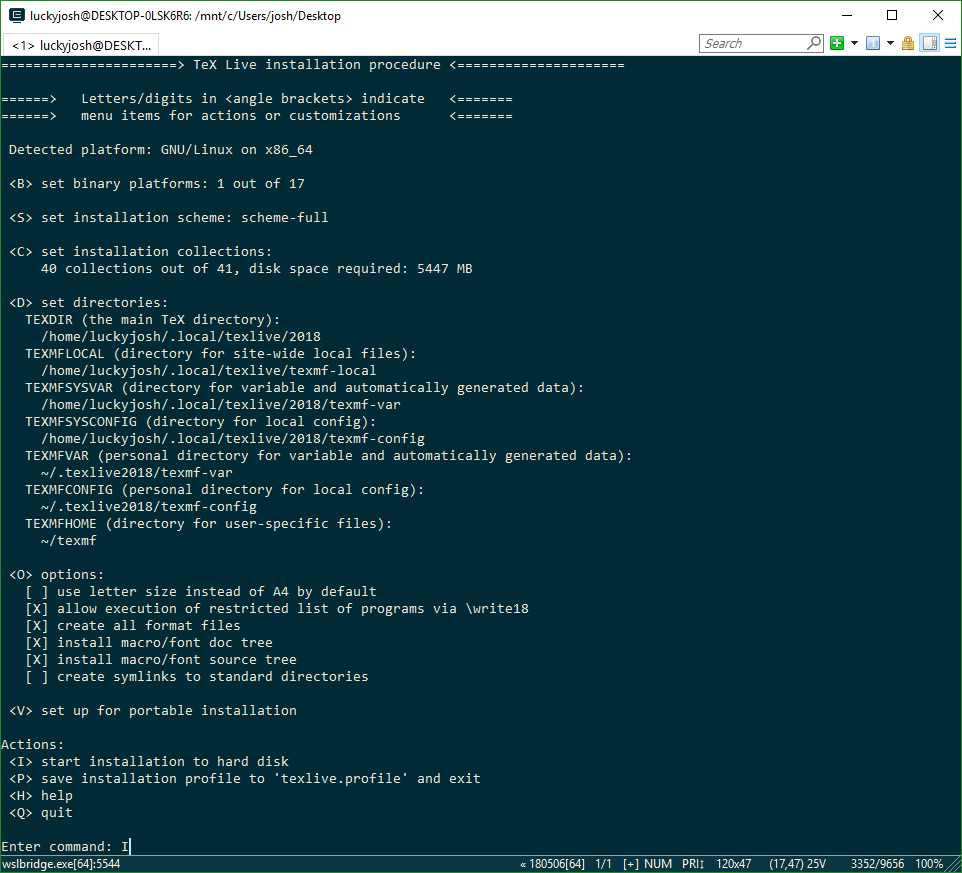 luckyjosh@DESKTOP-0LSK6R6: /mnt/c/Users/josh/Desktop
<1> luckyjosh@DESKT...
Search
======================> TeX Live installation procedure <=====================
======>   Letters/digits in <angle brackets> indicate   <=======
======>   menu items for actions or customizations      <=======
Detected platform: GNU/Linux on x86_64
<B> set binary platforms: 1 out of 17
<S> set installation scheme: scheme-full
<C> set installation collections:
40 collections out of 41, disk space required: 5447 MB
<D> set directories:
TEXDIR (the main TeX directory):
/home/luckyjosh/.local/texlive/2018
TEXMFLOCAL (directory for site-wide local files):
/home/luckyjosh/.local/texlive/texmf-local
TEXMFSYSVAR (directory for variable and automatically generated data):
/home/luckyjosh/.local/texlive/2018/texmf-var
TEXMFSYSCONFIG (directory for local config):
/home/luckyjosh/.local/texlive/2018/texmf-config
TEXMFVAR (personal directory for variable and automatically generated data):
~/.texlive2018/texmf-var
TEXMFCONFIG (personal directory for local config):
~/.texlive2018/texmf-config
TEXMFHOME (directory for user-specific files):
~/texmf
<O> options:
[ ] use letter size instead of A4 by default
[X] allow execution of restricted list of programs via \write18
[X] create all format files
[X] install macro/font doc tree
[X] install macro/font source tree
[ ] create symlinks to standard directories
<V> set up for portable installation
Actions:
<I> start installation to hard disk
<P> save installation profile to 'texlive.profile' and exit
<H> help
<Q> quit
Enter command: I
wslbridge.exe[64]:5544 « 180506[64] 1/1 [+] NUM PRI↕ 120x47 (17,47) 25V 3352/9656 100%